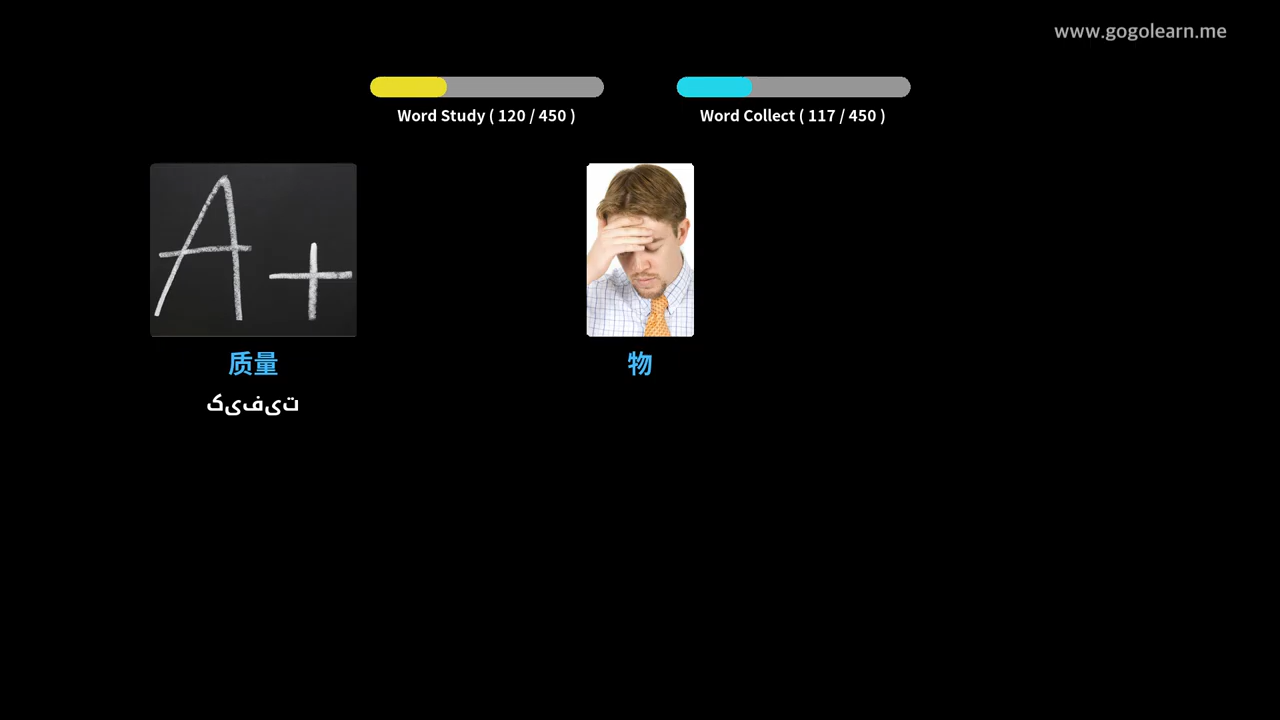 www.gogolearn.me
Word Study ( 120 / 450 )
Word Collect ( 117 / 450 )
质量
物
کیفیت